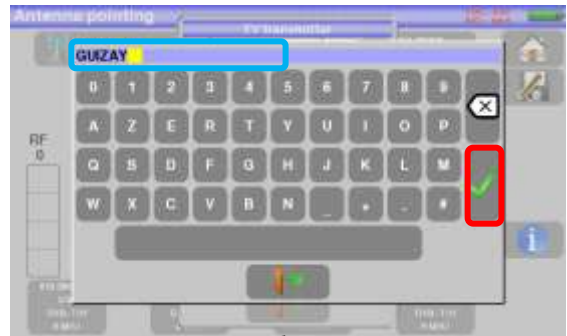 Antenna pointing
TV transmitter
GUIZAY
0 1 2 3 4 5 6 7 8 9
A Z E R T Y U I O P
RF
0
Q S D F G H J K L M
W X C V B N _ . - #
i